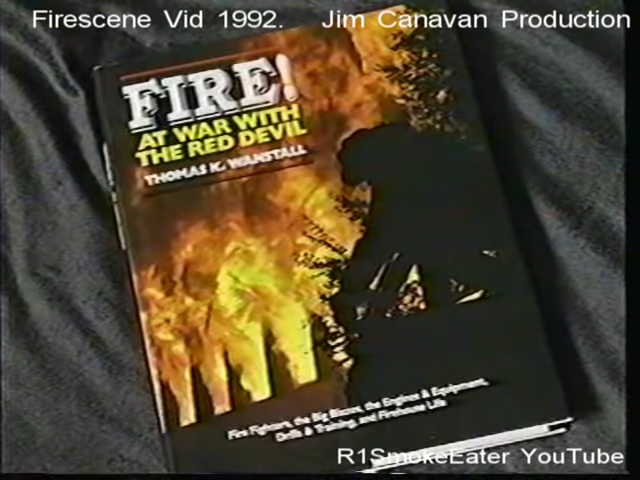 Firescene Vid 1992. Jim Canavan Production
FIRE!
AT WAR WITH
THE RED DEVIL
THOMAS K. WANSTALL
Fire Fighters, the Big Blazes, the Engines & Equipment,
Drills & Training, and Firehouse Life
R1SmokeEater YouTube